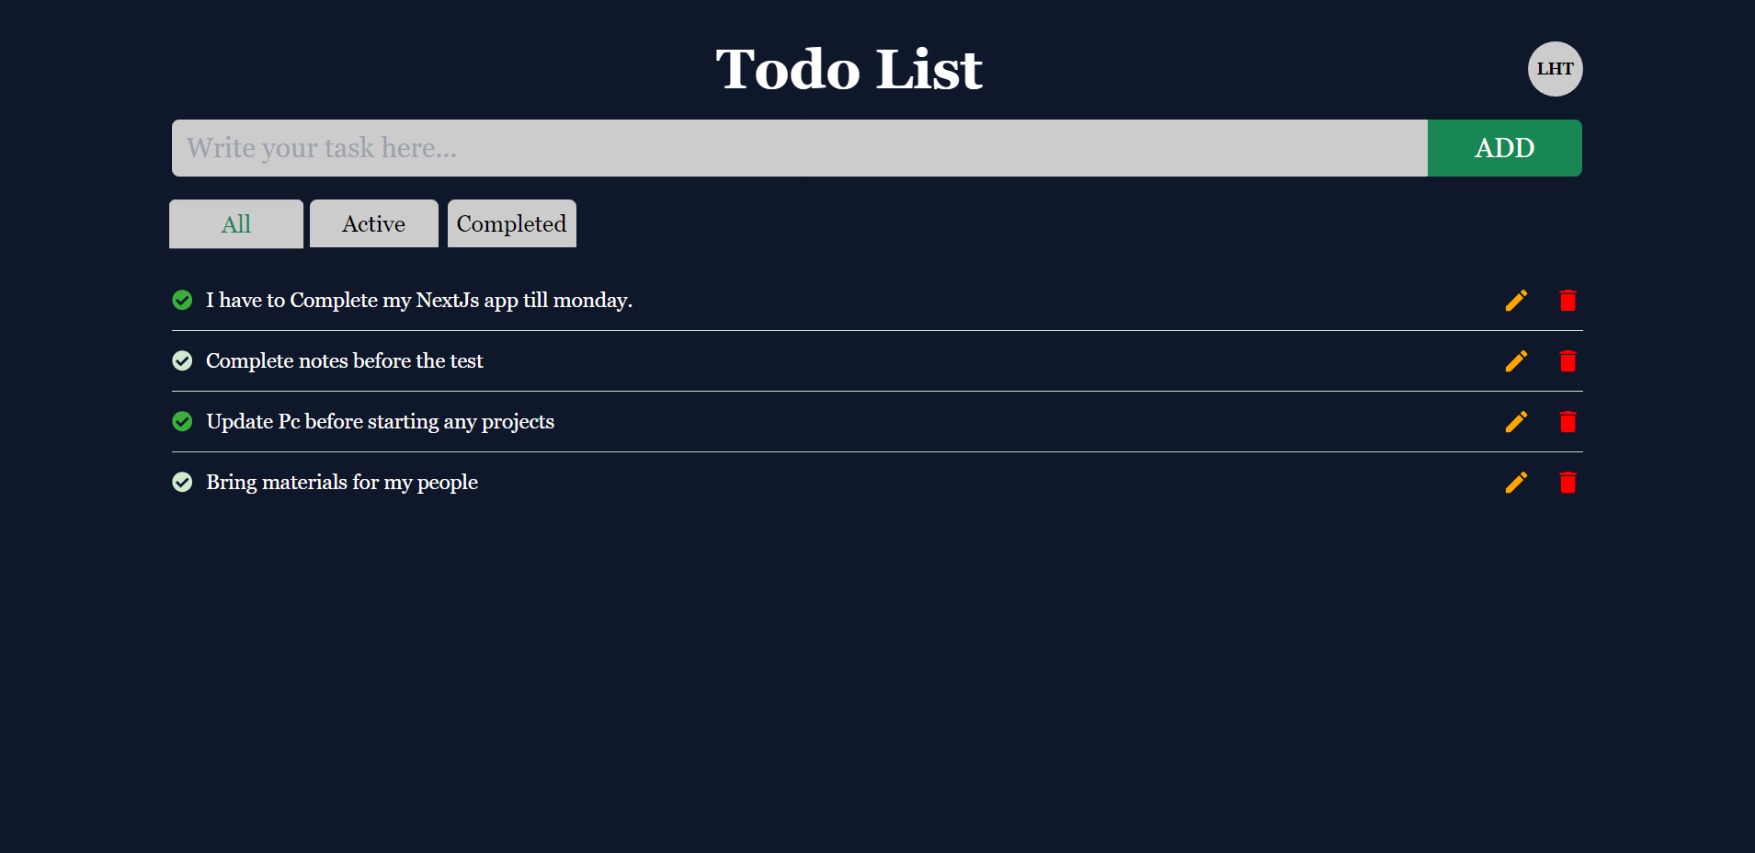 Todo List
LHT
Write your task here...
ADD
All
Active
Completed
I have to Complete my NextJs app till monday.
Complete notes before the test
Update Pc before starting any projects
Bring materials for my people